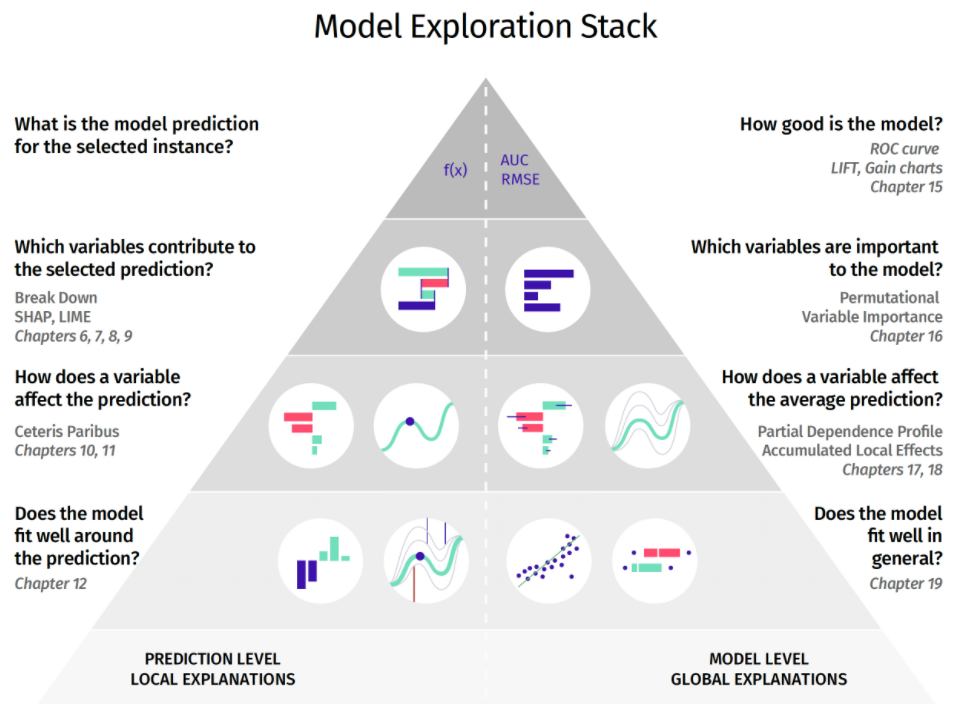 Model Exploration Stack
What is the model prediction
for the selected instance?
f(x)
AUC
RMSE
How good is the model?
ROC curve
LIFT, Gain charts
Chapter 15
Which variables contribute to
the selected prediction?
Break Down
SHAP, LIME
Chapters 6, 7, 8, 9
Which variables are important
to the model?
Permutational
Variable Importance
Chapter 16
How does a variable
affect the prediction?
Ceteris Paribus
Chapters 10, 11
How does a variable affect
the average prediction?
Partial Dependence Profile
Accumulated Local Effects
Chapters 17, 18
Does the model
fit well around
the prediction?
Chapter 12
Does the model
fit well in
general?
Chapter 19
PREDICTION LEVEL
LOCAL EXPLANATIONS
MODEL LEVEL
GLOBAL EXPLANATIONS